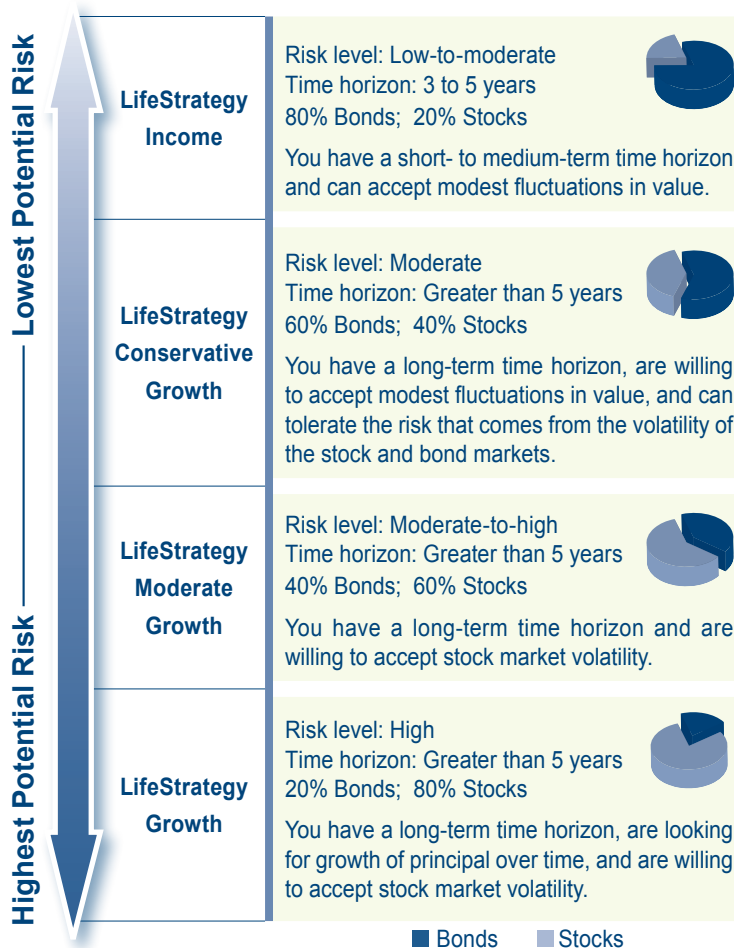 Lowest Potential Risk
Highest Potential Risk
LifeStrategy
Income
Risk level: Low-to-moderate
Time horizon: 3 to 5 years
80% Bonds; 20% Stocks
You have a short- to medium-term time horizon
and can accept modest fluctuations in value.
LifeStrategy
Conservative
Growth
Risk level: Moderate
Time horizon: Greater than 5 years
60% Bonds; 40% Stocks
You have a long-term time horizon, are willing
to accept modest fluctuations in value, and can
tolerate the risk that comes from the volatility of
the stock and bond markets.
LifeStrategy
Moderate
Growth
Risk level: Moderate-to-high
Time horizon: Greater than 5 years
40% Bonds; 60% Stocks
You have a long-term time horizon and are
willing to accept stock market volatility.
LifeStrategy
Growth
Risk level: High
Time horizon: Greater than 5 years
20% Bonds; 80% Stocks
You have a long-term time horizon, are looking
for growth of principal over time, and are willing
to accept stock market volatility.
Bonds
Stocks